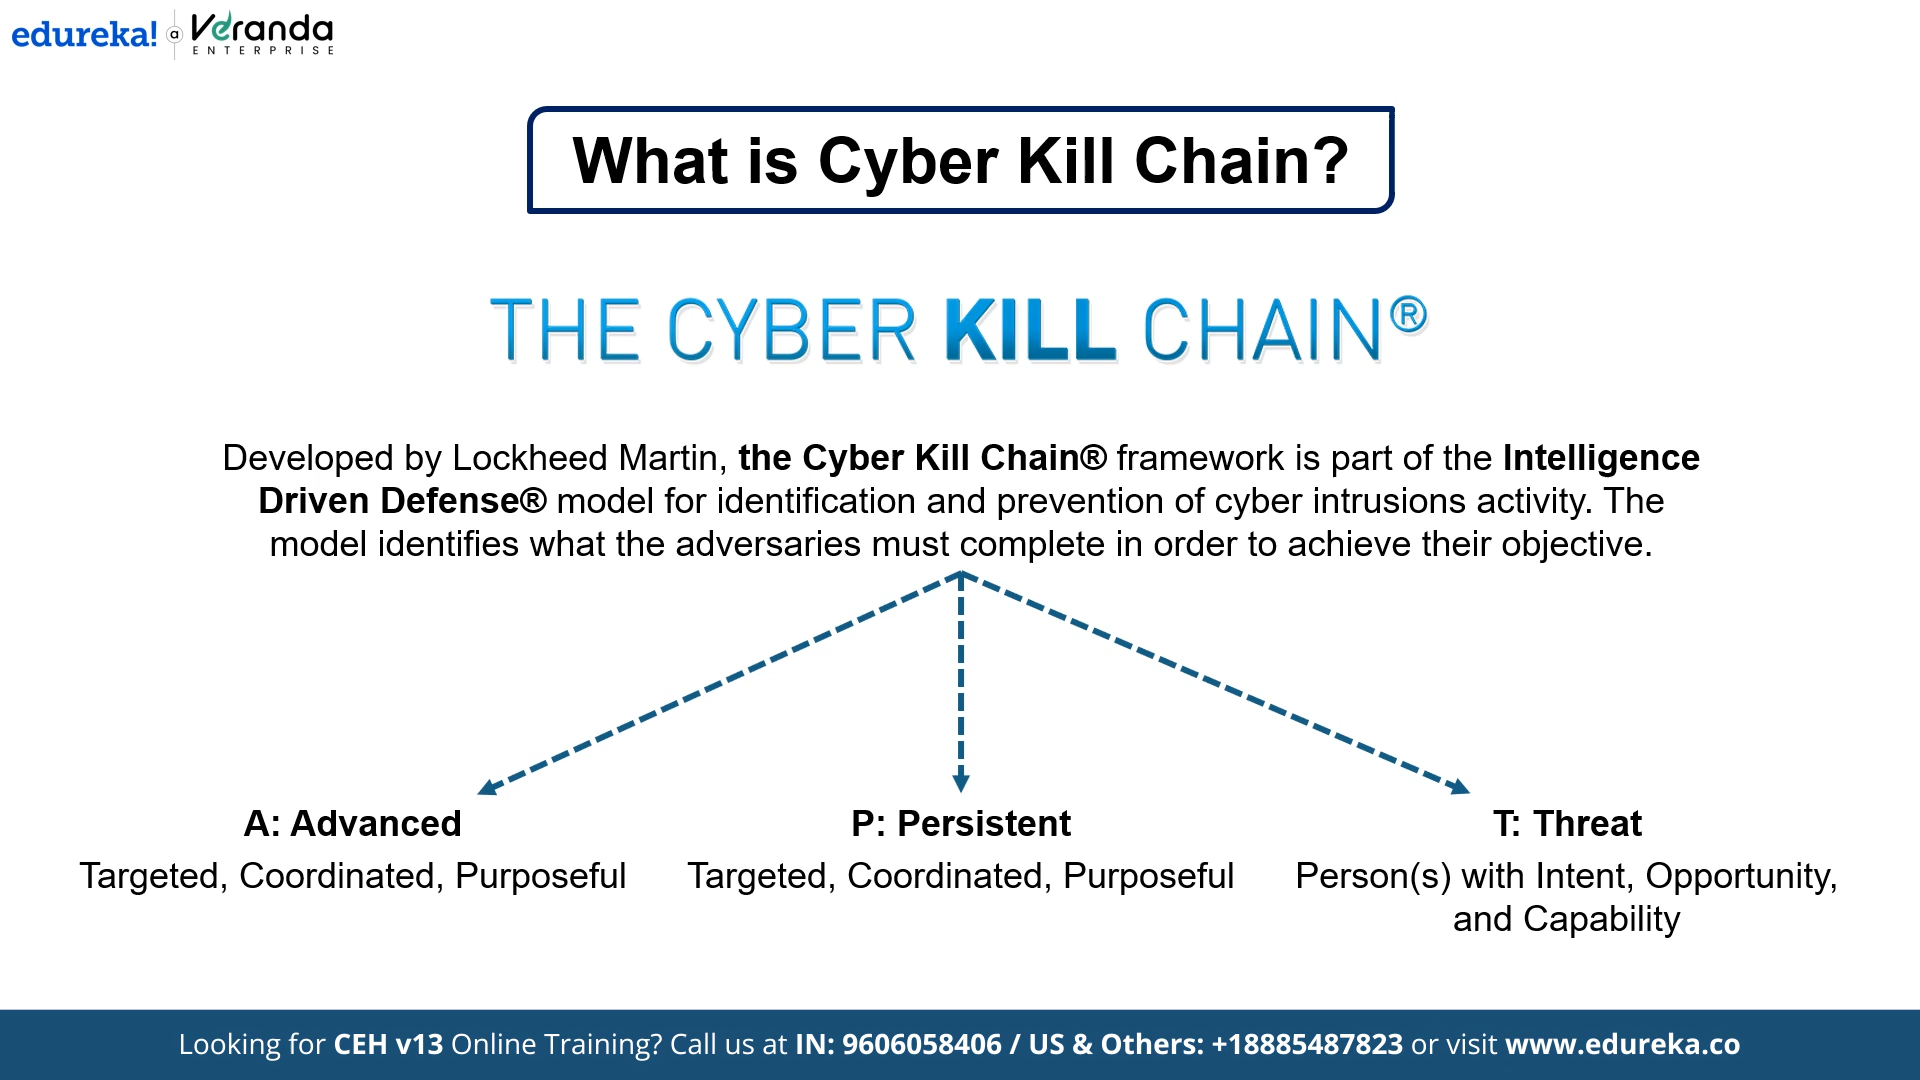 edureka! a Veranda
ENTERPRISE
What is Cyber Kill Chain?
THE CYBER KILL CHAIN®
Developed by Lockheed Martin, the Cyber Kill Chain® framework is part of the Intelligence
Driven Defense® model for identification and prevention of cyber intrusions activity. The
model identifies what the adversaries must complete in order to achieve their objective.
A: Advanced
Targeted, Coordinated, Purposeful
P: Persistent
Targeted, Coordinated, Purposeful
T: Threat
Person(s) with Intent, Opportunity,
and Capability
Looking for CEH v13 Online Training? Call us at IN: 9606058406 / US & Others: +18885487823 or visit www.edureka.co